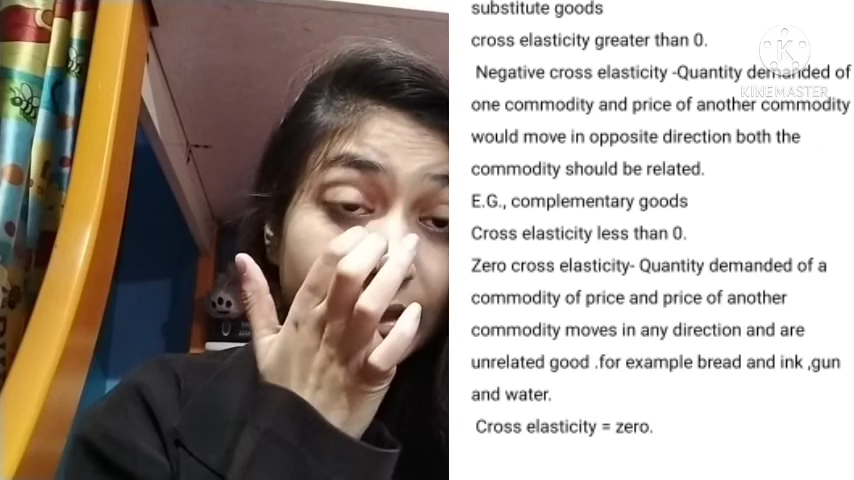 substitute goods
cross elasticity greater than 0.
Negative cross elasticity -Quantity demanded of
one commodity and price of another commodity
would move in opposite direction both the
commodity should be related.
E.G., complementary goods
Cross elasticity less than 0.
Zero cross elasticity- Quantity demanded of a
commodity of price and price of another
commodity moves in any direction and are
unrelated good .for example bread and ink ,gun
and water.
Cross elasticity = zero.
K
KINEMASTER